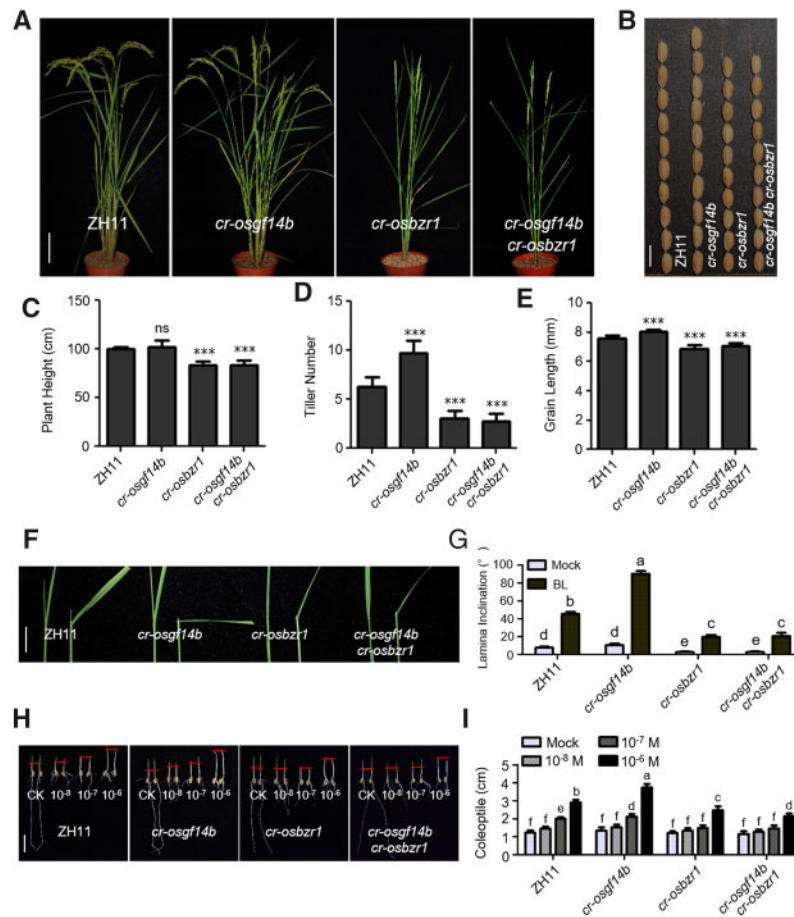 A
ZH11
cr-osgf14b
cr-osbzr1
cr-osgf14b
cr-osbzr1
B
ZH11
cr-osgf14b
cr-osbzr1
cr-osgf14b cr-osbzr1
C
Plant Height (cm)
150
100
50
0
ns
***
***
ZH11
cr-osgf14b
cr-osbzr1
cr-osgf14b
cr-osbzr1
D
Tiller Number
15
10
5
0
***
***
***
ZH11
cr-osgf14b
cr-osbzr1
cr-osgf14b
cr-osbzr1
E
Grain Length (mm)
10
8
6
4
2
0
***
***
***
ZH11
cr-osgf14b
cr-osbzr1
cr-osgf14b
cr-osbzr1
F
ZH11
cr-osgf14b
cr-osbzr1
cr-osgf14b
cr-osbzr1
G
Lamina Inclination (°)
100
80
60
40
20
0
Mock
BL
d b d a e c e c
ZH11
cr-osgf14b
cr-osbzr1
cr-osgf14b
cr-osbzr1
H
CK 10-8 10-7 10-6
ZH11
CK 10-8 10-7 10-6
cr-osgf14b
CK 10-8 10-7 10-6
cr-osbzr1
CK 10-8 10-7 10-6
cr-osgf14b
cr-osbzr1
I
Coleoptile (cm)
5
4
3
2
1
0
Mock 10-7 M
10-8 M 10-6 M
f f e b f f d a f f f c f f f d
ZH11
cr-osgf14b
cr-osbzr1
cr-osgf14b
cr-osbzr1